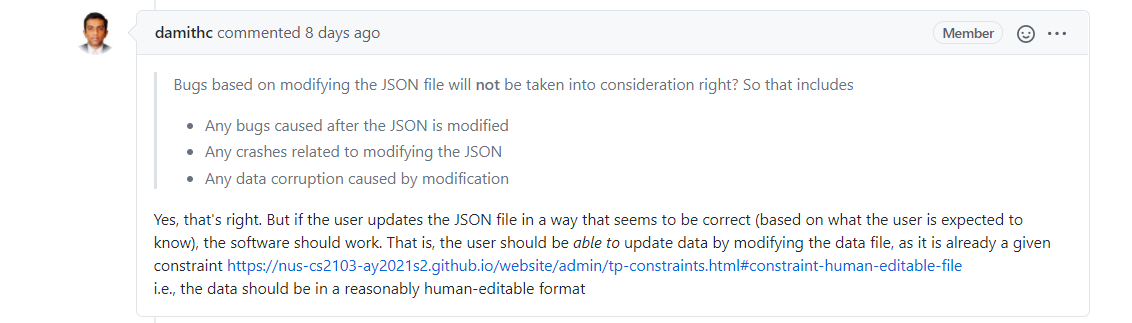 damithc commented 8 days ago
Member
Bugs based on modifying the JSON file will not be taken into consideration right? So that includes
• Any bugs caused after the JSON is modified
• Any crashes related to modifying the JSON
• Any data corruption caused by modification
Yes, that's right. But if the user updates the JSON file in a way that seems to be correct (based on what the user is expected to
know), the software should work. That is, the user should be able to update data by modifying the data file, as it is already a given
constraint https://nus-cs2103-ay2021s2.github.io/website/admin/tp-constraints.html#constraint-human-editable-file
i.e., the data should be in a reasonably human-editable format